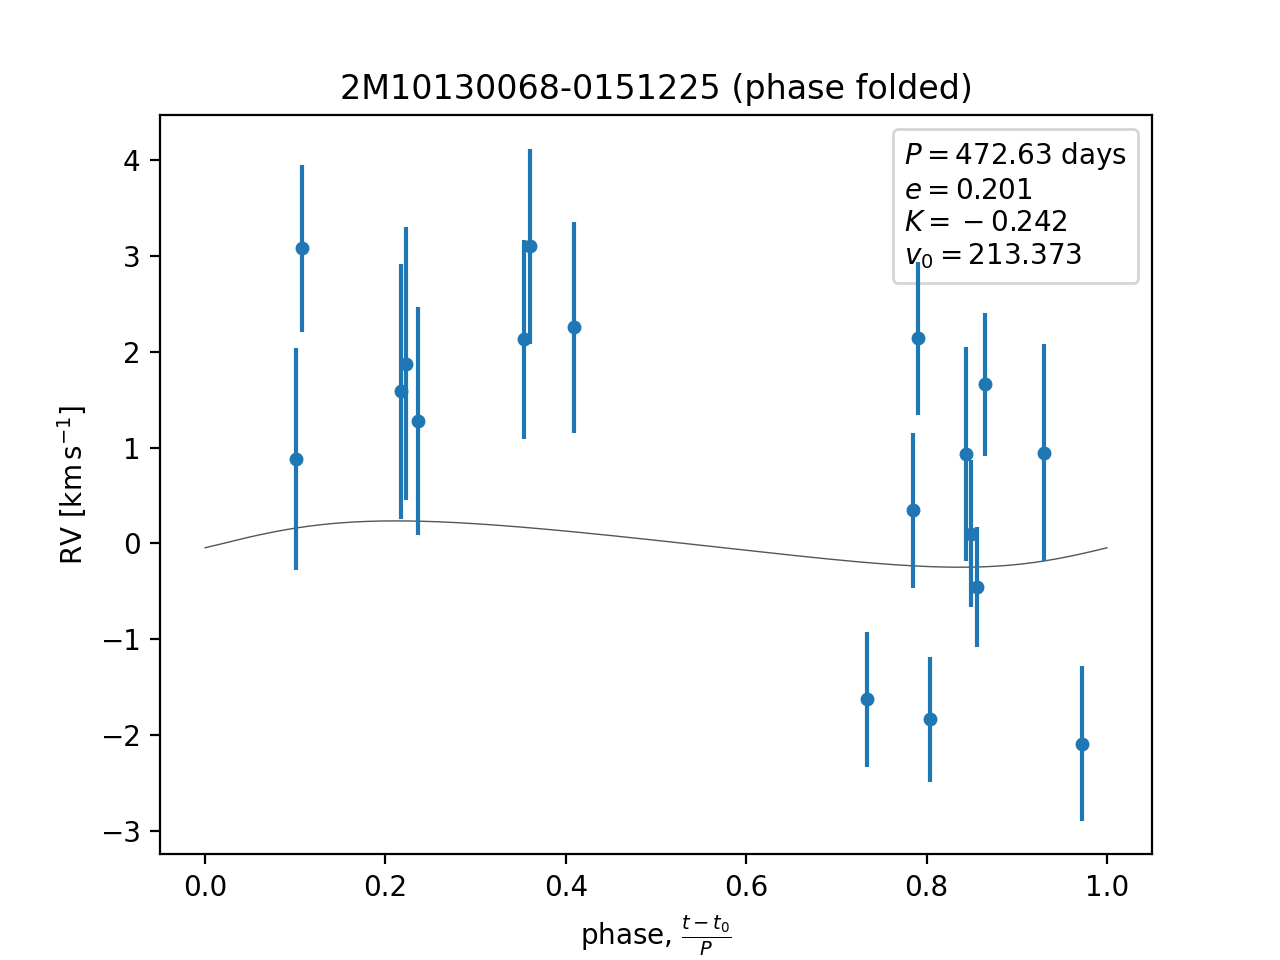 2M10130068-0151225 (phase folded)
P = 472.63 days
e = 0.201
K = −0.242
v₀ = 213.373
4
3
2
1
0
−1
−2
−3
RV [km s⁻¹]
0.0 0.2 0.4 0.6 0.8 1.0
phase, (t − t₀)/P